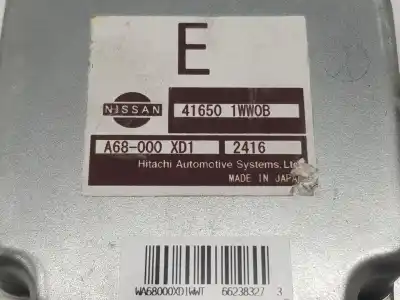 E
NISSAN
41650 1WW0B
A68-000 XD1 2416
Hitachi Automotive Systems, Ltd
MADE IN JAPAN
WA68000XD1WWT 66238327 3